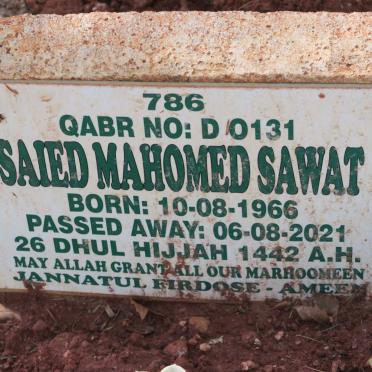 786
QABR NO: D 0131
SAIED MAHOMED SAWAT
BORN: 10-08-1966
PASSED AWAY: 06-08-2021
26 DHUL HIJJAH 1442 A.H.
MAY ALLAH GRANT ALL OUR MARHOOMEEN
JANNATUL FIRDOSE - AMEEN